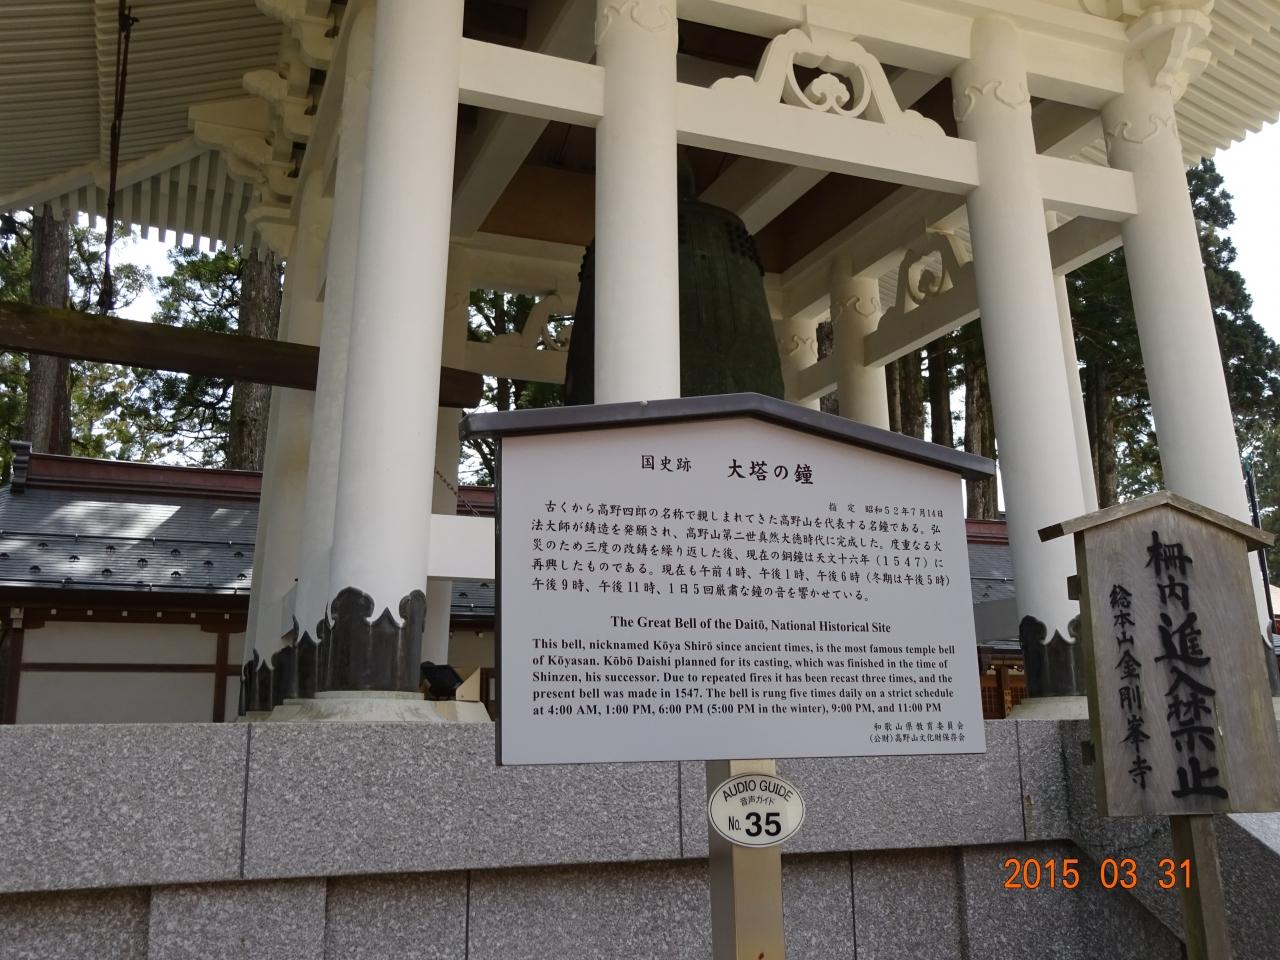 国史跡 大塔の鐘
指定 昭和52年7月14日
古くから高野四郎の名称で親しまれてきた高野山を代表する名鐘である。弘
法大師が鋳造を発願され、高野山第二世真然大徳時代に完成した。度重なる火
災のため三度の改鋳を繰り返した後、現在の銅鐘は天文十六年(1547)に
再興したものである。現在も午前4時、午後1時、午後6時(冬期は午後5時)
午後9時、午後11時、1日5回厳粛な鐘の音を響かせている。
The Great Bell of the Daitō, National Historical Site
This bell, nicknamed Kōya Shirō since ancient times, is the most famous temple bell
of Kōyasan. Kōbō Daishi planned for its casting, which was finished in the time of
Shinzen, his successor. Due to repeated fires it has been recast three times, and the
present bell was made in 1547. The bell is rung five times daily on a strict schedule
at 4:00 AM, 1:00 PM, 6:00 PM (5:00 PM in the winter), 9:00 PM, and 11:00 PM
和歌山県教育委員会
(公財)高野山文化財保存会
AUDIO GUIDE
音声ガイド
No. 35
柵内進入禁止
総本山金剛峯寺
2015 03 31